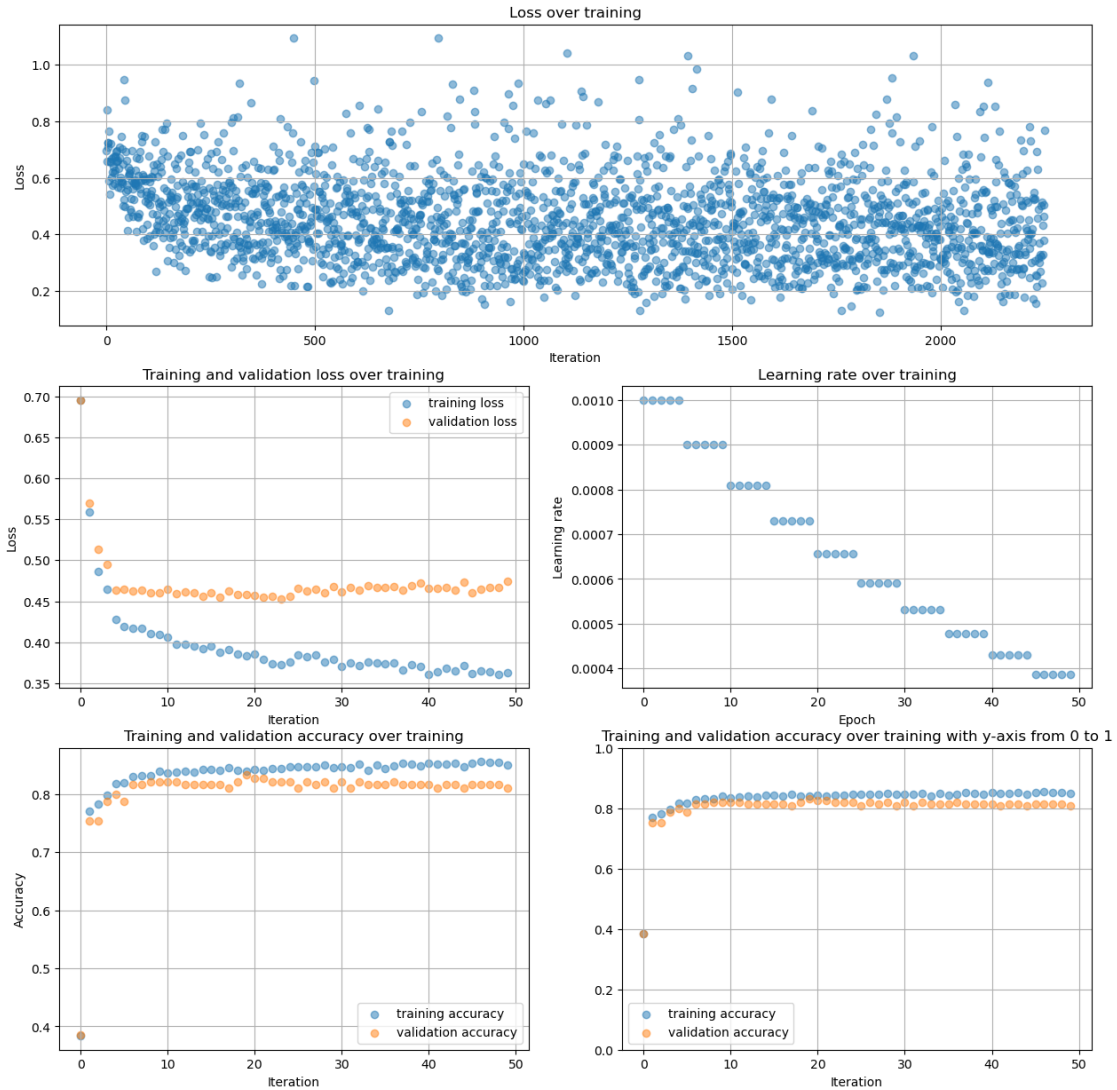 Loss over training
1.0
0.8
0.6
0.4
0.2
Loss
0 500 1000 1500 2000
Iteration
Training and validation loss over training
0.70
0.65
0.60
0.55
0.50
0.45
0.40
0.35
Loss
training loss
validation loss
0 10 20 30 40 50
Iteration
Learning rate over training
0.0010
0.0009
0.0008
0.0007
0.0006
0.0005
0.0004
Learning rate
0 10 20 30 40 50
Epoch
Training and validation accuracy over training
0.8
0.7
0.6
0.5
0.4
Accuracy
training accuracy
validation accuracy
0 10 20 30 40 50
Iteration
Training and validation accuracy over training with y-axis from 0 to 1
1.0
0.8
0.6
0.4
0.2
0.0
training accuracy
validation accuracy
0 10 20 30 40 50
Iteration